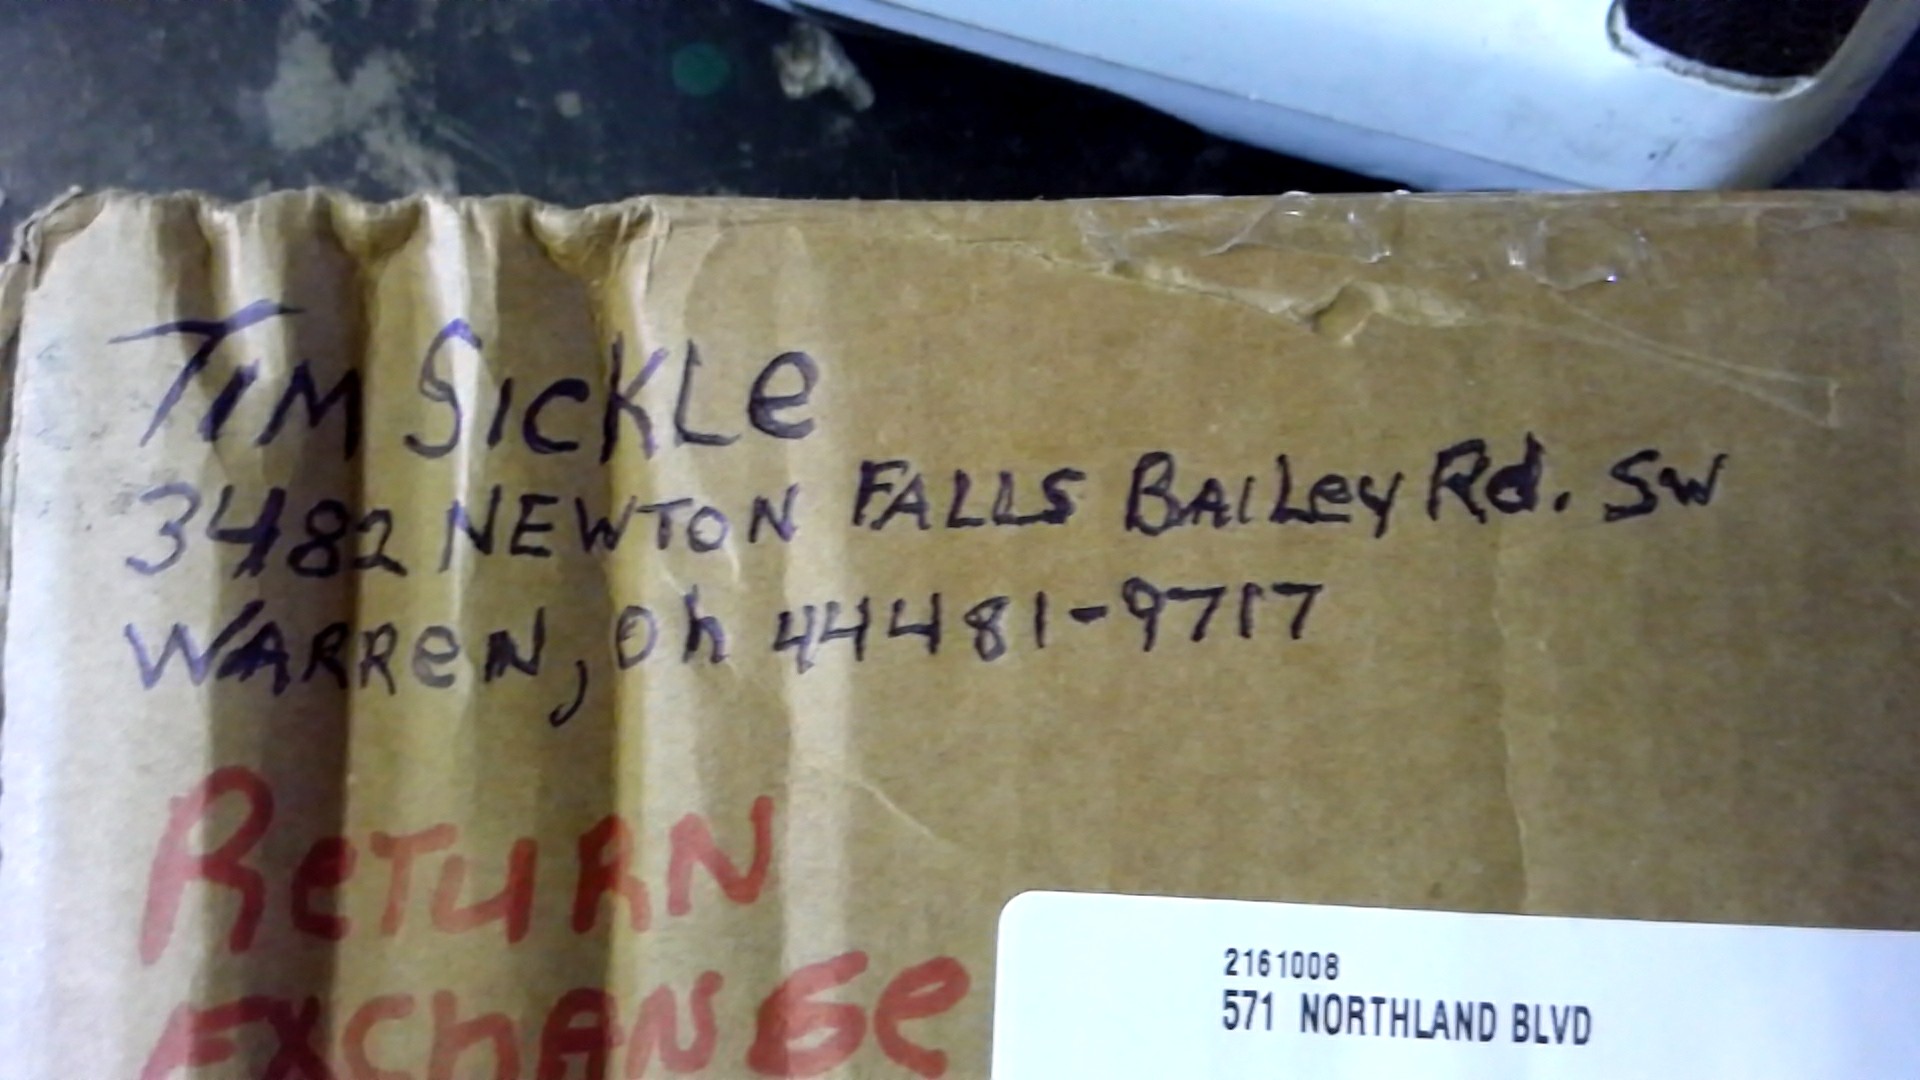 TIM SICKLe
3482 NEWTON FALLS BAILey Rd. SW
WARReN, Oh 44481-9717
ReTURN
EXChANGe
2161008
571 NORTHLAND BLVD